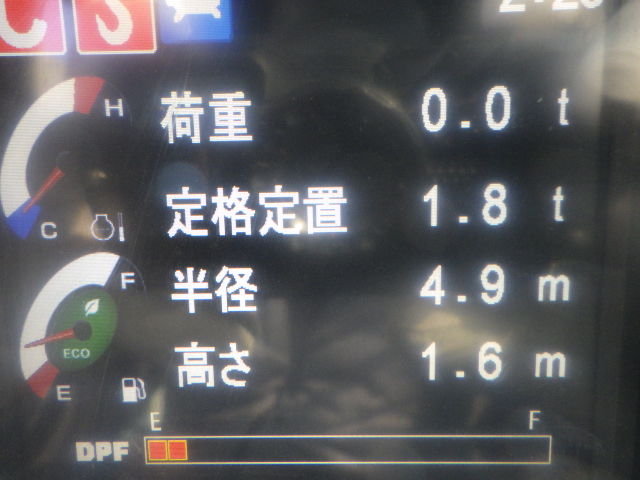 C S
H
荷重 0.0 t
定格定置 1.8 t
C
半径 4.9 m
F
ECO
高さ 1.6 m
E
E F
DPF